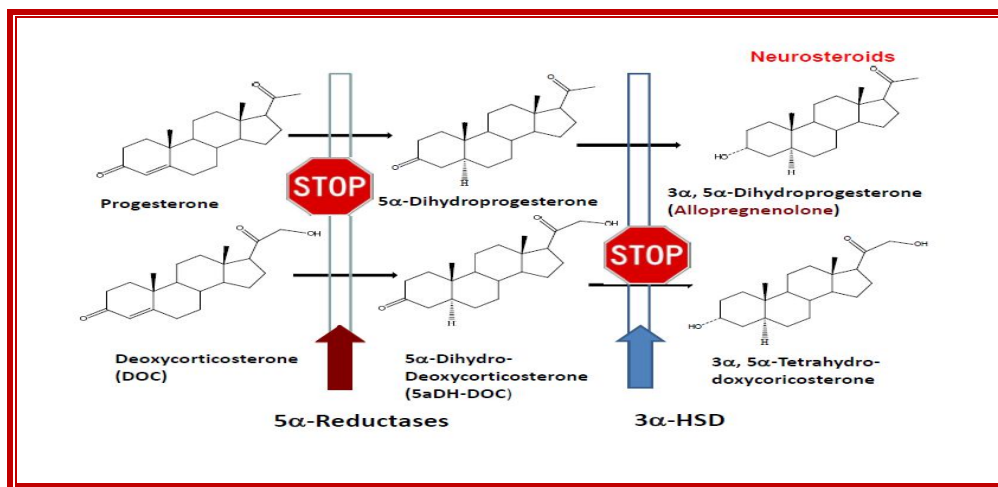 Neurosteroids
Progesterone
STOP
5α-Dihydroprogesterone
3α, 5α-Dihydroprogesterone
(Allopregnenolone)
Deoxycorticosterone
(DOC)
5α-Dihydro-
Deoxycorticosterone
(5aDH-DOC)
STOP
3α, 5α-Tetrahydro-
doxycoricosterone
5α-Reductases
3α-HSD
O
O
O
O
H
O
HO
H
O
O
OH
O
O
OH
H
O
OH
HO
H